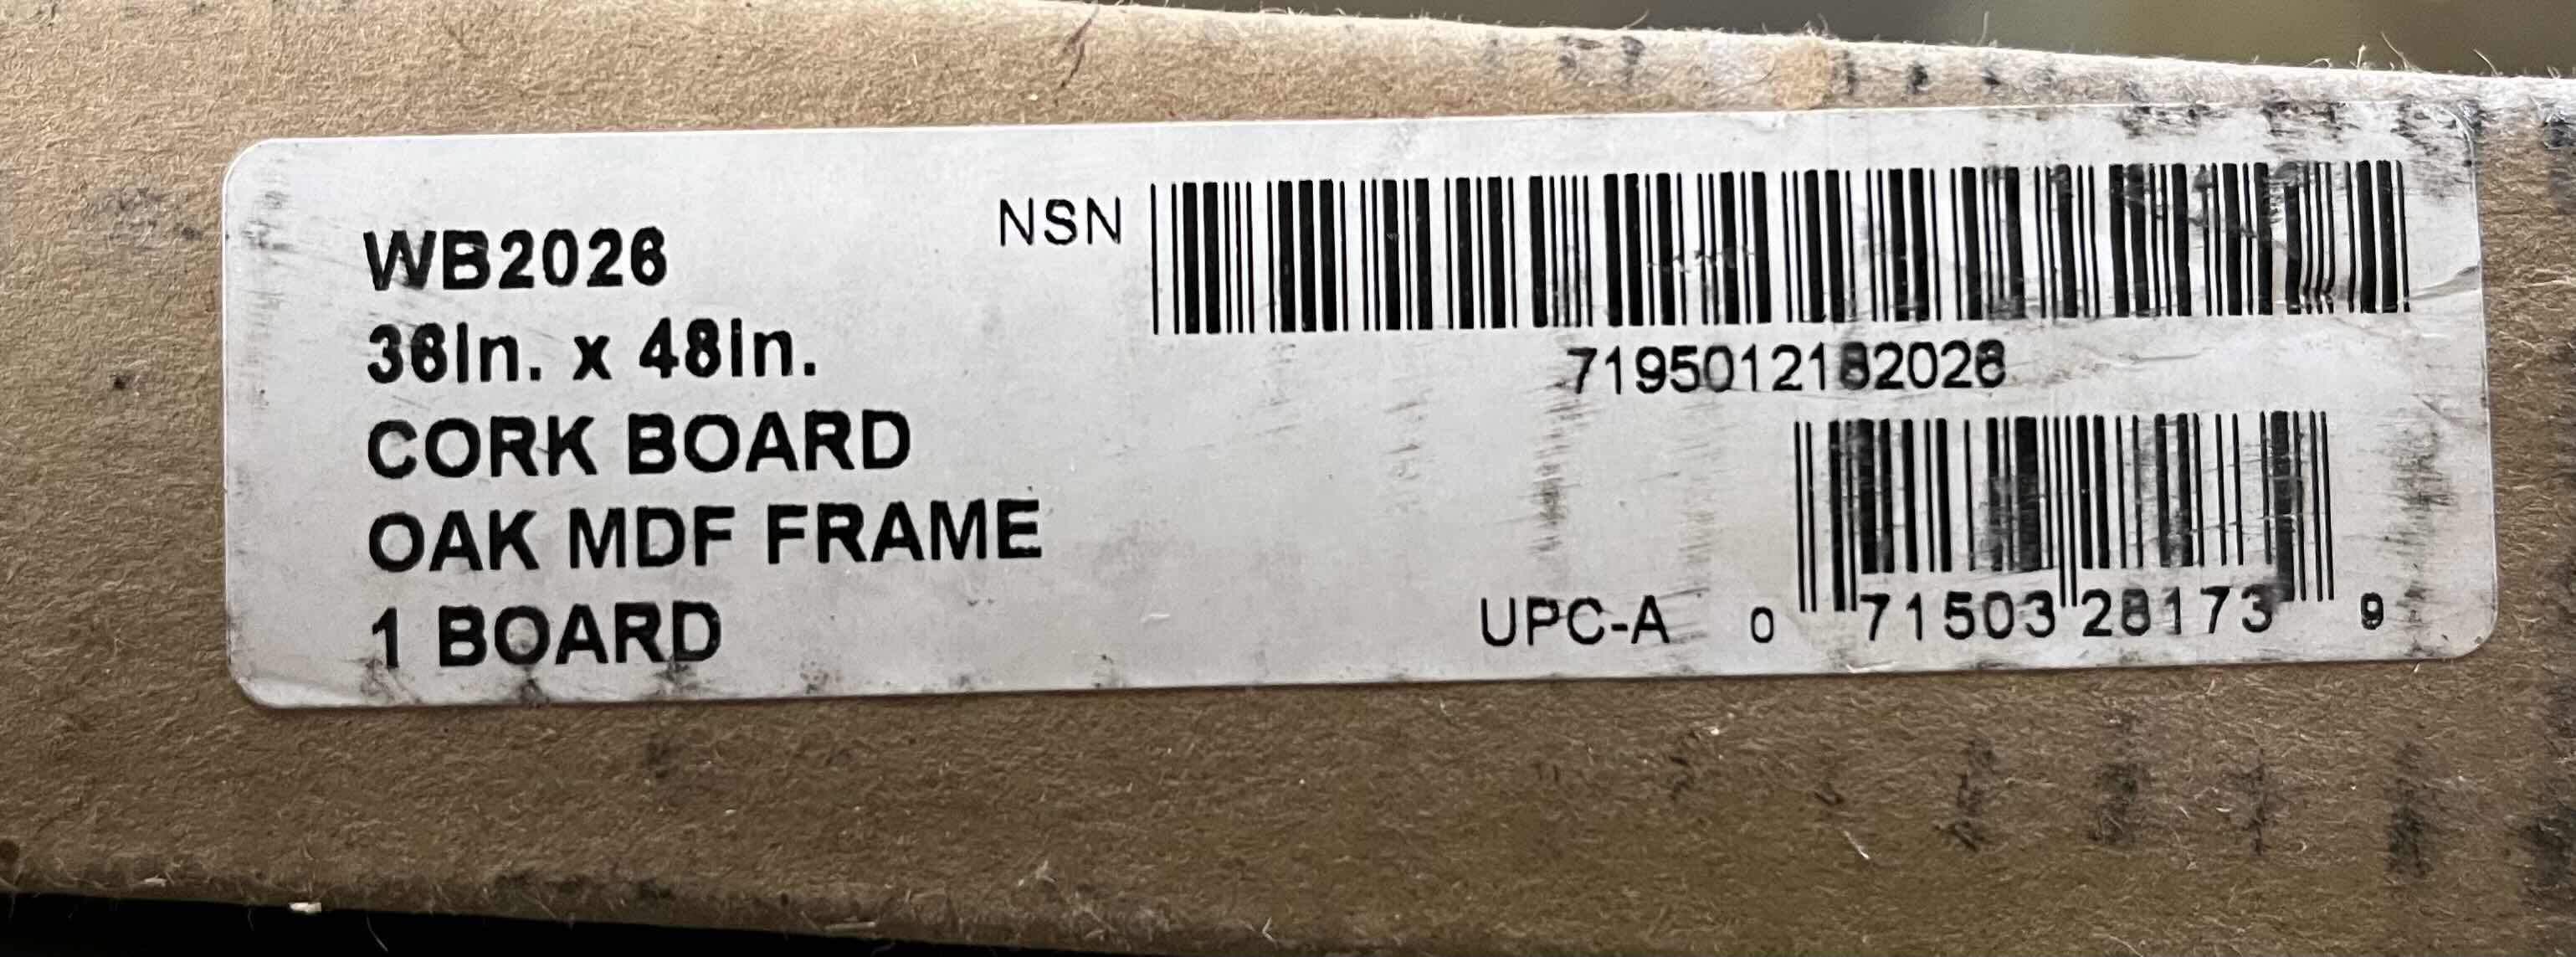 WB2026
36In. x 48In.
CORK BOARD
OAK MDF FRAME
1 BOARD
NSN
7195012182026
UPC-A 0 71503 28173 9